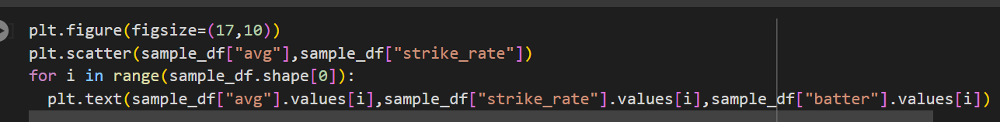 plt.figure(figsize=(17,10))
plt.scatter(sample_df["avg"],sample_df["strike_rate"])
for i in range(sample_df.shape[0]):
  plt.text(sample_df["avg"].values[i],sample_df["strike_rate"].values[i],sample_df["batter"].values[i])